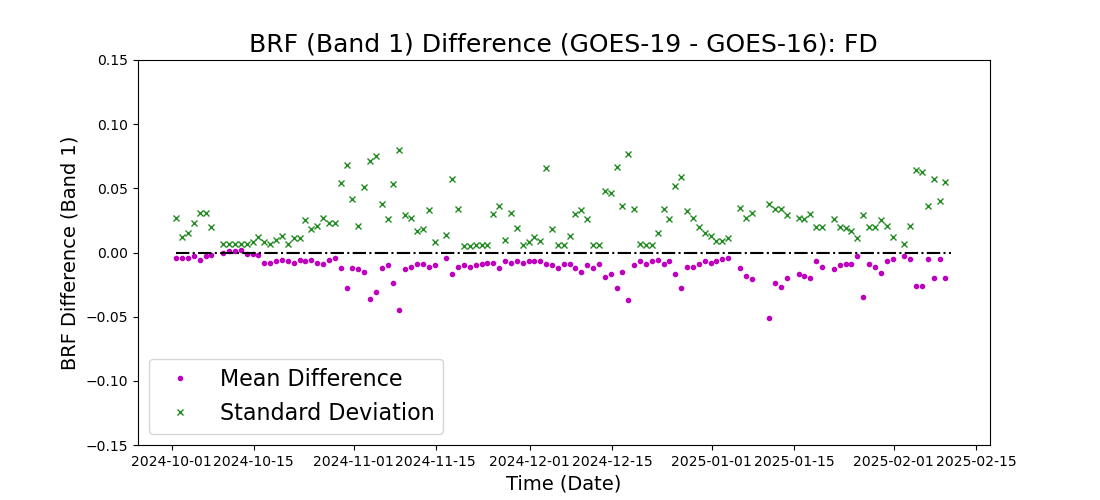 BRF (Band 1) Difference (GOES-19 - GOES-16): FD
BRF Difference (Band 1)
0.15
0.10
0.05
0.00
−0.05
−0.10
−0.15
Mean Difference
Standard Deviation
2024-10-01 2024-10-15 2024-11-01 2024-11-15 2024-12-01 2024-12-15 2025-01-01 2025-01-15 2025-02-01 2025-02-15
Time (Date)